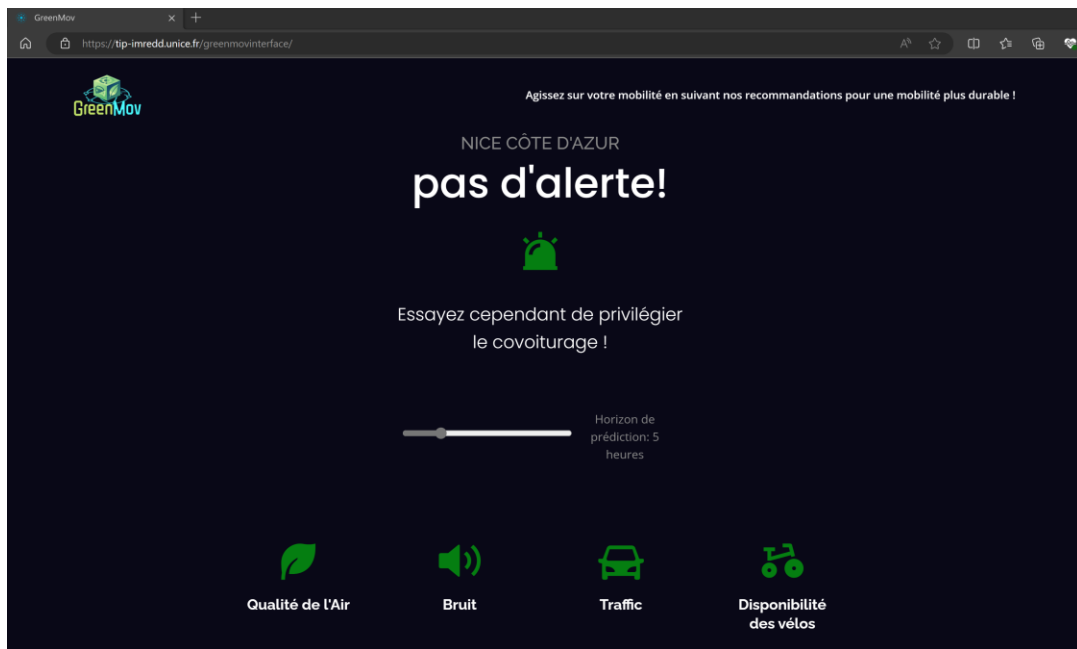 GreenMov
https://tip-imredd.unice.fr/greenmovinterface/
GreenMov
Agissez sur votre mobilité en suivant nos recommandations pour une mobilité plus durable !
NICE CÔTE D'AZUR
pas d'alerte!
Essayez cependant de privilégier
le covoiturage !
Horizon de
prédiction: 5
heures
Qualité de l'Air
Bruit
Traffic
Disponibilité
des vélos